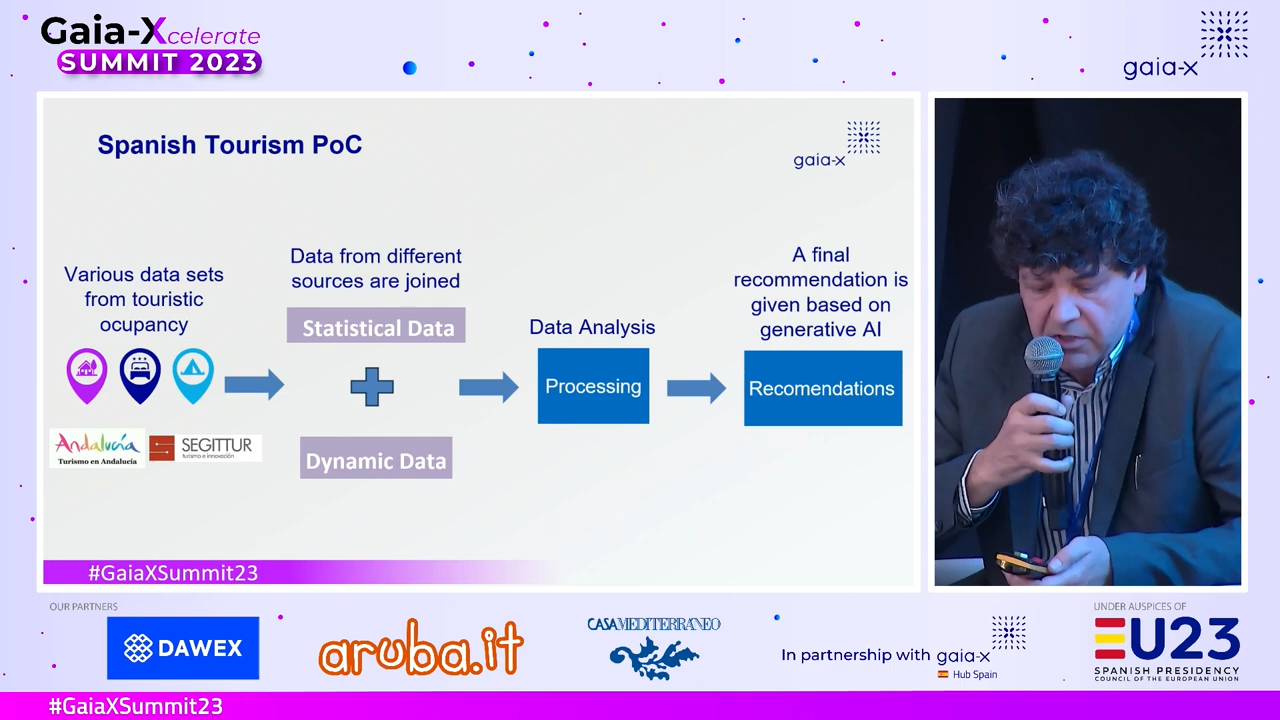 Gaia-Xcelerate
SUMMIT 2023
gaia-x
Spanish Tourism PoC
gaia-x
Various data sets
from touristic
ocupancy
Andalucía
Turismo en Andalucía
SEGITTUR
turismo e innovación
Data from different
sources are joined
Statistical Data
Dynamic Data
Data Analysis
Processing
A final
recommendation is
given based on
generative AI
Recomendations
#GaiaXSummit23
OUR PARTNERS
DAWEX
aruba.it
CASAMEDITERRANEO
In partnership with gaia-x
Hub Spain
UNDER AUSPICES OF
EU23
SPANISH PRESIDENCY
COUNCIL OF THE EUROPEAN UNION
#GaiaXSummit23